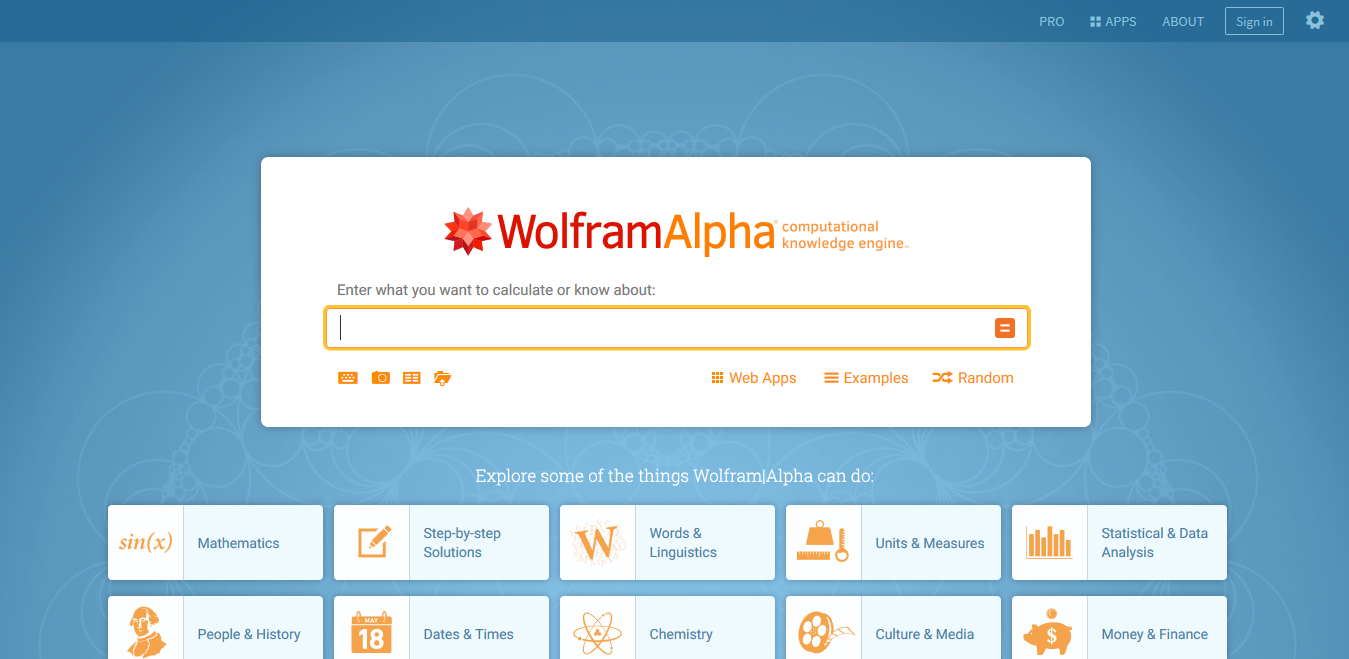 PRO APPS ABOUT Sign in
WolframAlpha computational
knowledge engine
Enter what you want to calculate or know about:
Web Apps Examples Random
Explore some of the things Wolfram|Alpha can do:
sin(x) Mathematics
Step-by-step
Solutions
W Words &
Linguistics
Units & Measures
Statistical & Data
Analysis
People & History
MAY
18 Dates & Times
Chemistry
Culture & Media
$ Money & Finance